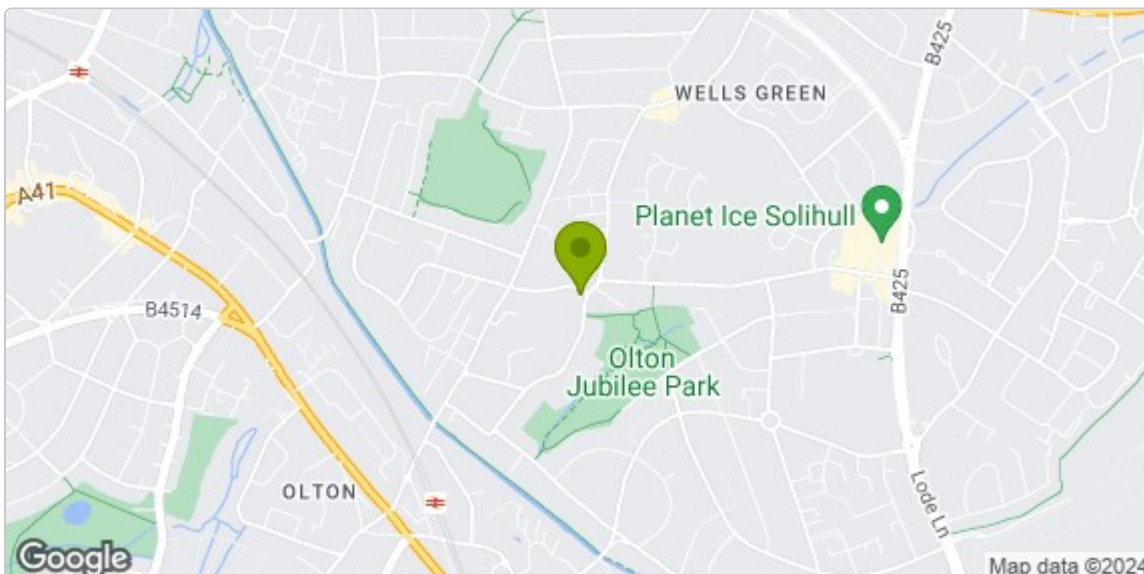 B425
WELLS GREEN
A41
Planet Ice Solihull
B4514
B425
Olton
Jubilee Park
OLTON
Lode Ln
Google
Map data ©2024